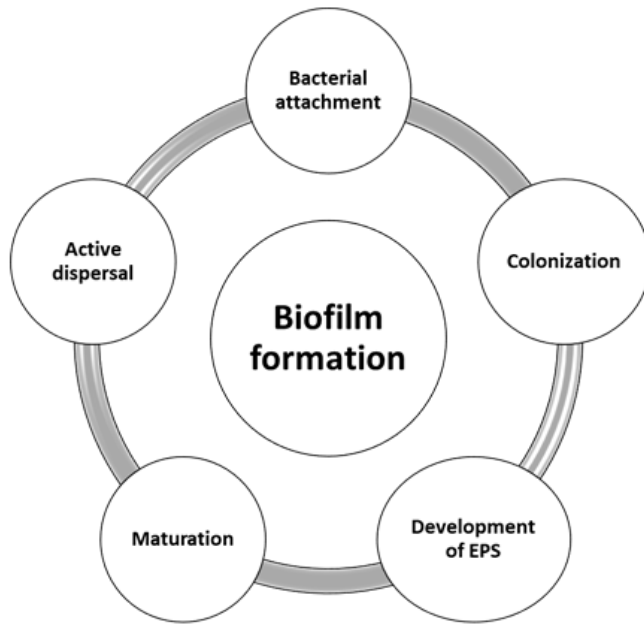 Bacterial
attachment
Colonization
Development
of EPS
Maturation
Active
dispersal
Biofilm
formation